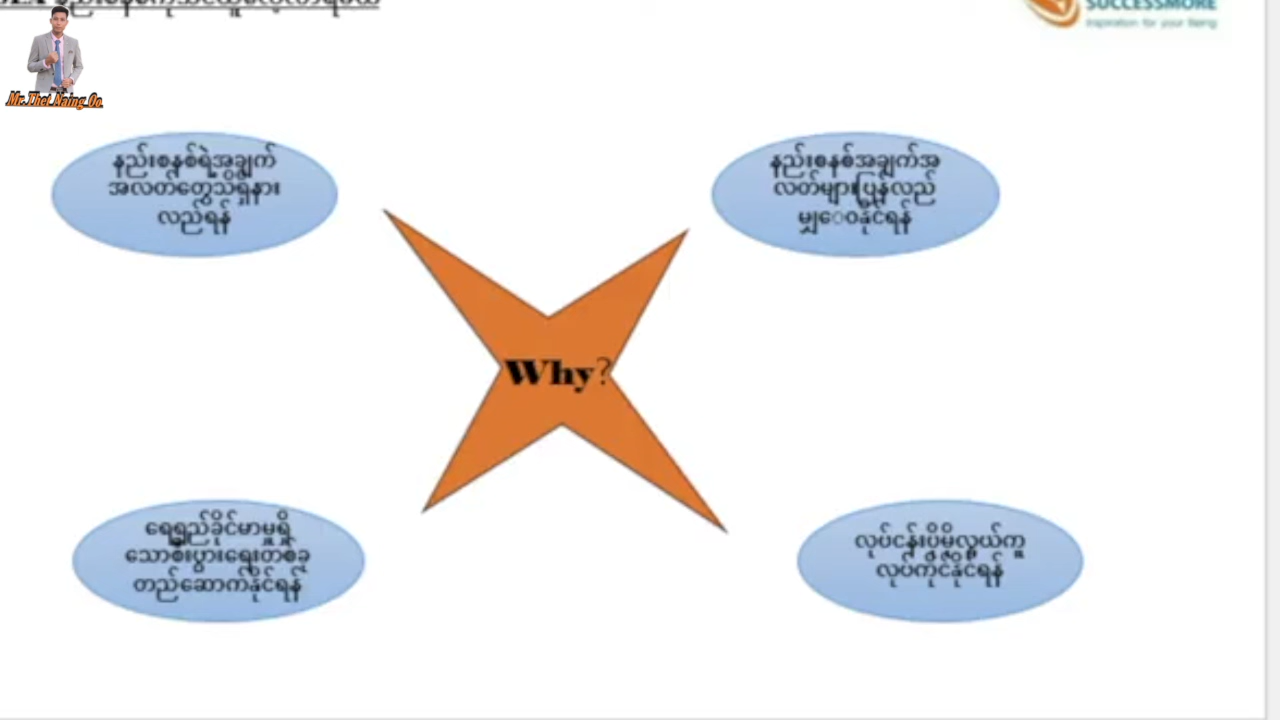 SUCCESSMORE
Inspiration for your Being
Mr.Thet Naing Oo
နည်းစနစ်ရဲ့အချက်
အလတ်တွေသိရှိနား
လည်ရန်
နည်းစနစ်အချက်အ
လတ်များပြန်လည်
မျှ​ေဝနိုင်ရန်
Why?
ရေရှည်ခိုင်မာမှုရှိ
သောစီးပွားရေးတစ်ခု
တည်ဆောက်နိုင်ရန်
လုပ်ငန်းပိုမိုလွယ်ကူ
လုပ်ကိုင်နိုင်ရန်